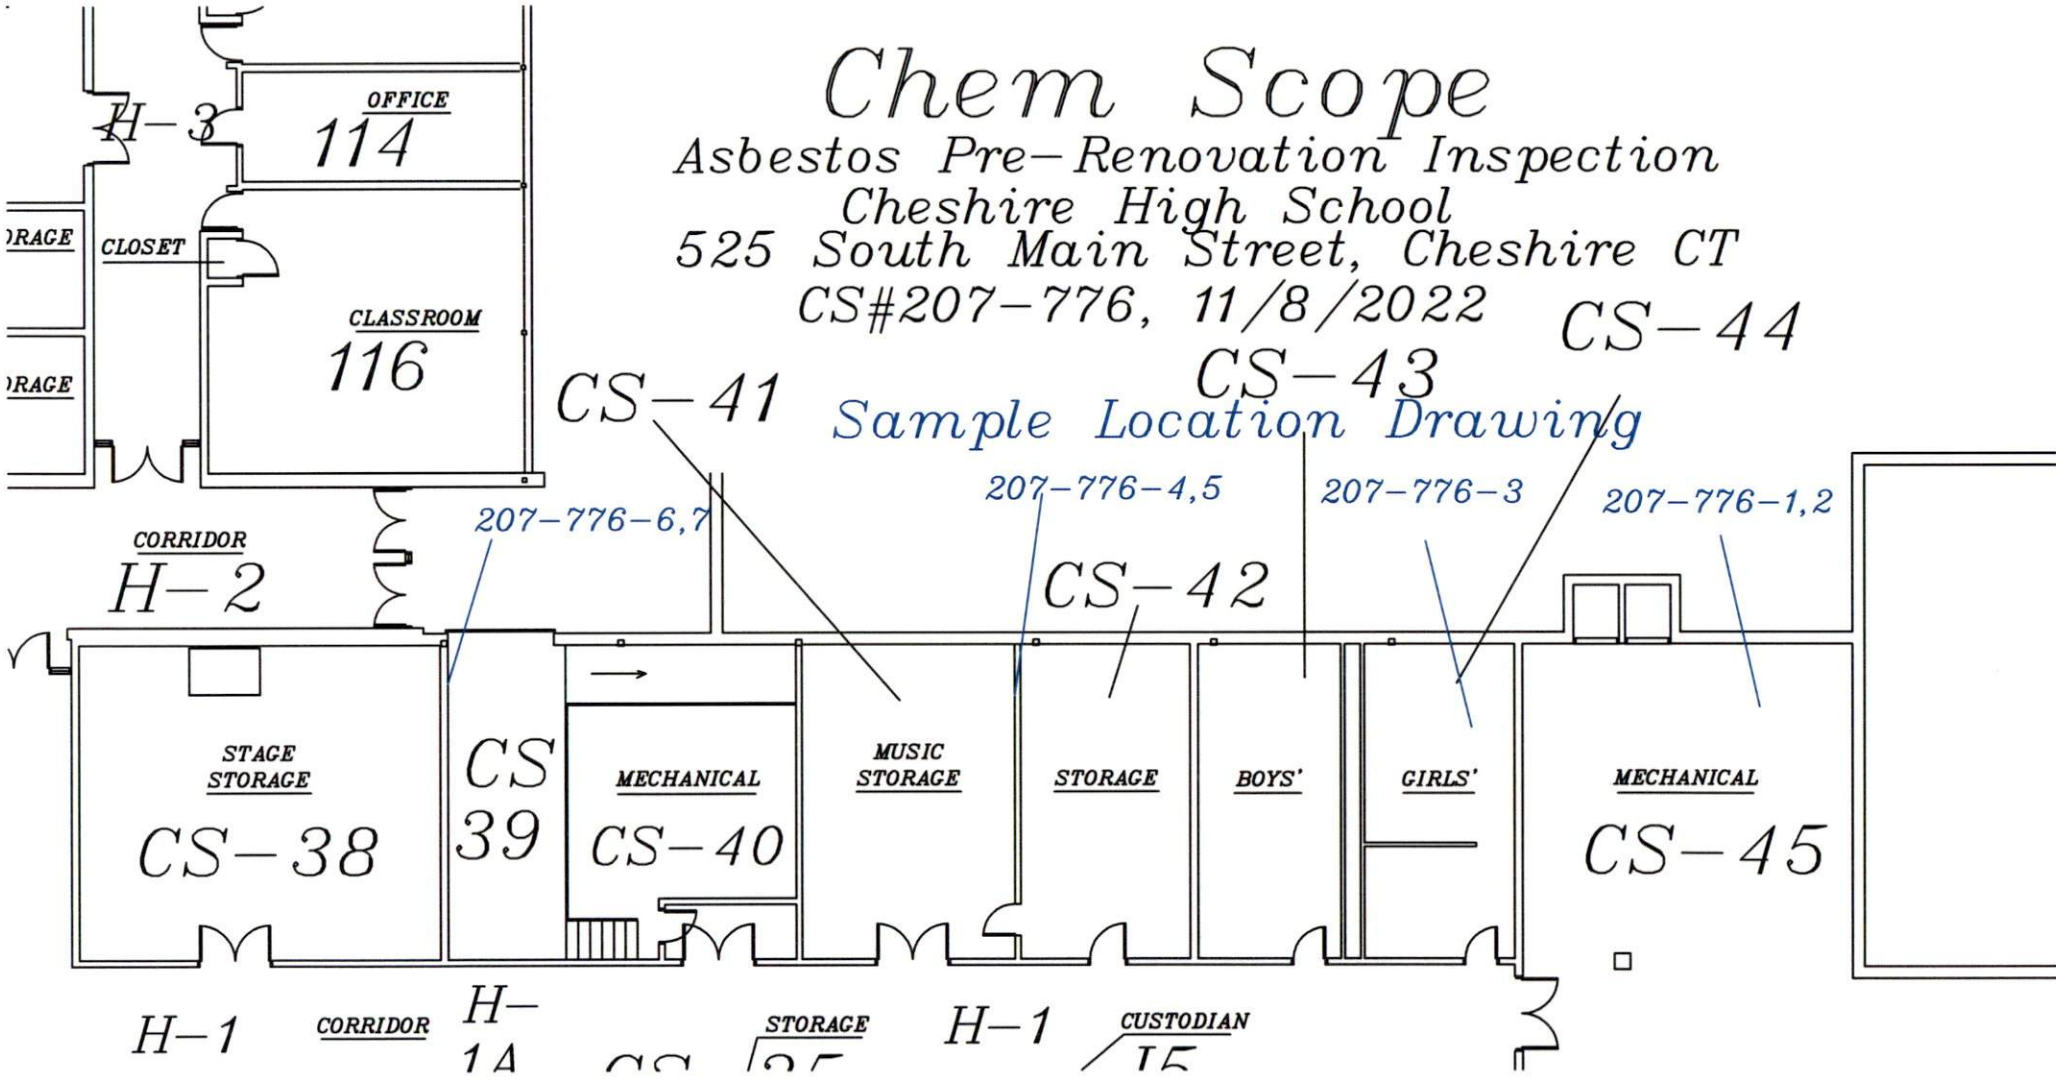 Chem Scope
Asbestos Pre-Renovation Inspection
Cheshire High School
525 South Main Street, Cheshire CT
CS#207-776, 11/8/2022
Sample Location Drawing
H-3
OFFICE
114
CLOSET
CLASSROOM
116
CS-41
CS-43
CS-44
207-776-6,7
207-776-4,5
207-776-3
207-776-1,2
CORRIDOR
H-2
CS-42
STAGE
STORAGE
CS-38
CS
39
MECHANICAL
CS-40
MUSIC
STORAGE
STORAGE
BOYS'
GIRLS'
MECHANICAL
CS-45
H-1
CORRIDOR
H-
1A
STORAGE
H-1
CUSTODIAN